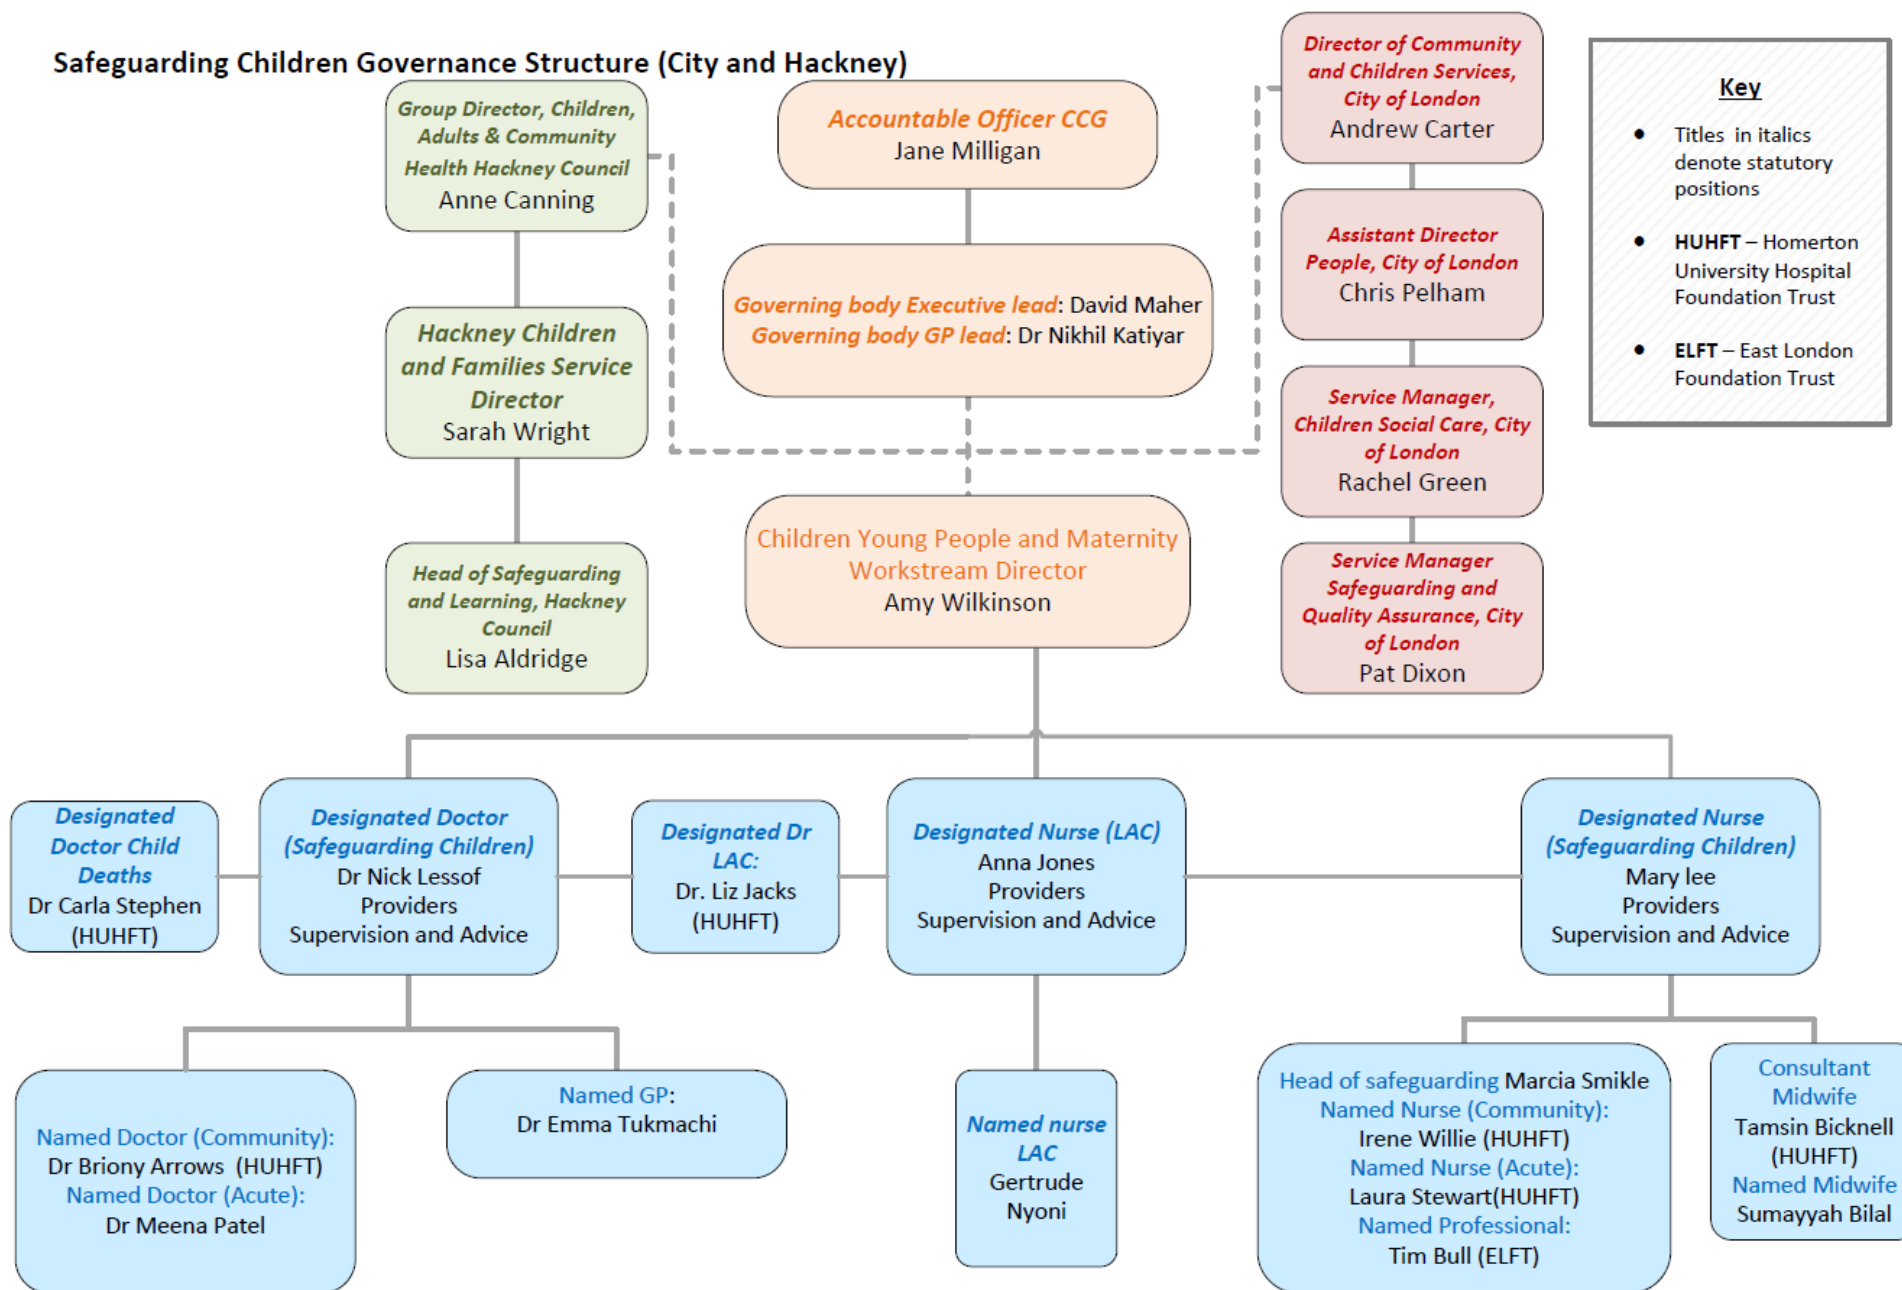 Safeguarding Children Governance Structure (City and Hackney)
Group Director, Children,
Adults & Community
Health Hackney Council
Anne Canning
Hackney Children
and Families Service
Director
Sarah Wright
Head of Safeguarding
and Learning, Hackney
Council
Lisa Aldridge
Accountable Officer CCG
Jane Milligan
Governing body Executive lead: David Maher
Governing body GP lead: Dr Nikhil Katiyar
Children Young People and Maternity
Workstream Director
Amy Wilkinson
Director of Community
and Children Services,
City of London
Andrew Carter
Assistant Director
People, City of London
Chris Pelham
Service Manager,
Children Social Care, City
of London
Rachel Green
Service Manager
Safeguarding and
Quality Assurance, City
of London
Pat Dixon
Key
• Titles in italics
denote statutory
positions
• HUHFT – Homerton
University Hospital
Foundation Trust
• ELFT – East London
Foundation Trust
Designated
Doctor Child
Deaths
Dr Carla Stephen
(HUHFT)
Designated Doctor
(Safeguarding Children)
Dr Nick Lessof
Providers
Supervision and Advice
Designated Dr
LAC:
Dr. Liz Jacks
(HUHFT)
Designated Nurse (LAC)
Anna Jones
Providers
Supervision and Advice
Designated Nurse
(Safeguarding Children)
Mary lee
Providers
Supervision and Advice
Named Doctor (Community):
Dr Briony Arrows (HUHFT)
Named Doctor (Acute):
Dr Meena Patel
Named GP:
Dr Emma Tukmachi
Named nurse
LAC
Gertrude
Nyoni
Head of safeguarding Marcia Smikle
Named Nurse (Community):
Irene Willie (HUHFT)
Named Nurse (Acute):
Laura Stewart(HUHFT)
Named Professional:
Tim Bull (ELFT)
Consultant
Midwife
Tamsin Bicknell
(HUHFT)
Named Midwife
Sumayyah Bilal